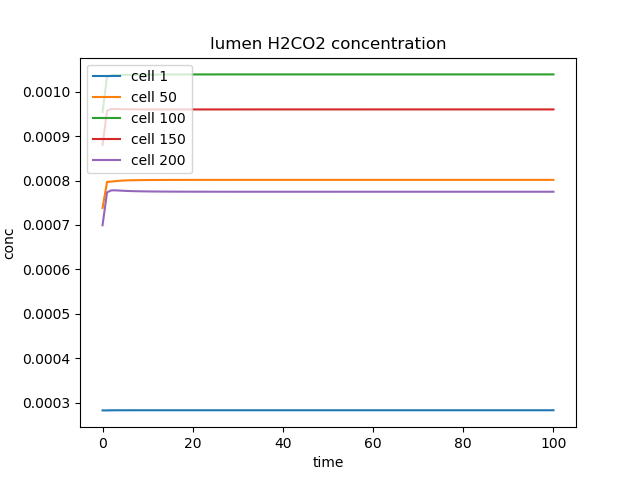 lumen H2CO2 concentration
cell 1
cell 50
cell 100
cell 150
cell 200
0.0010
0.0009
0.0008
0.0007
0.0006
0.0005
0.0004
0.0003
conc
0 20 40 60 80 100
time